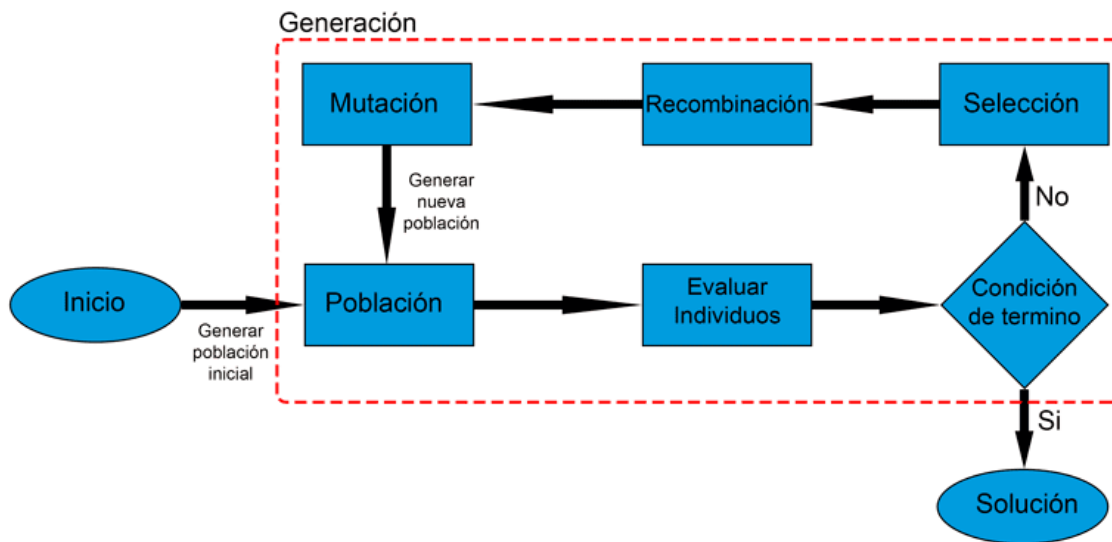 Generación
Mutación
Recombinación
Selección
Generar
nueva
población
No
Inicio
Generar
población
inicial
Población
Evaluar
Individuos
Condición
de termino
Si
Solución